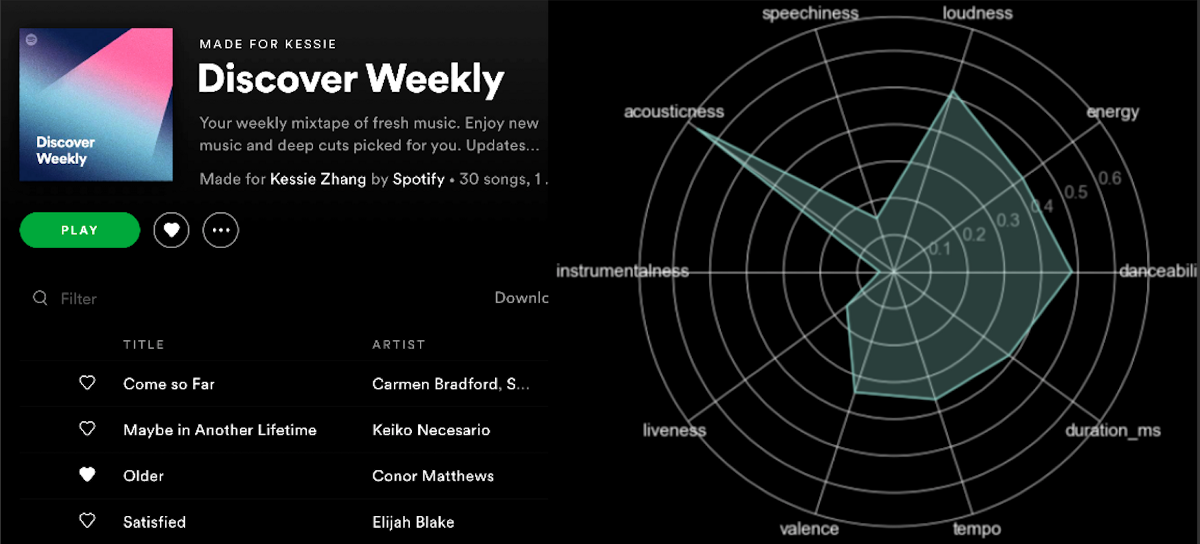 MADE FOR KESSIE
Discover Weekly
Your weekly mixtape of fresh music. Enjoy new
music and deep cuts picked for you. Updates...
Made for Kessie Zhang by Spotify • 30 songs, 1 .
Discover
Weekly
PLAY
Filter
Downlo
TITLE ARTIST
Come so Far Carmen Bradford, S...
Maybe in Another Lifetime Keiko Necesario
Older Conor Matthews
Satisfied Elijah Blake
speechiness
loudness
acousticness
energy
0.6
0.5
0.4
0.3
0.2
0.1
instrumentalness
danceabili
liveness
duration_ms
valence
tempo